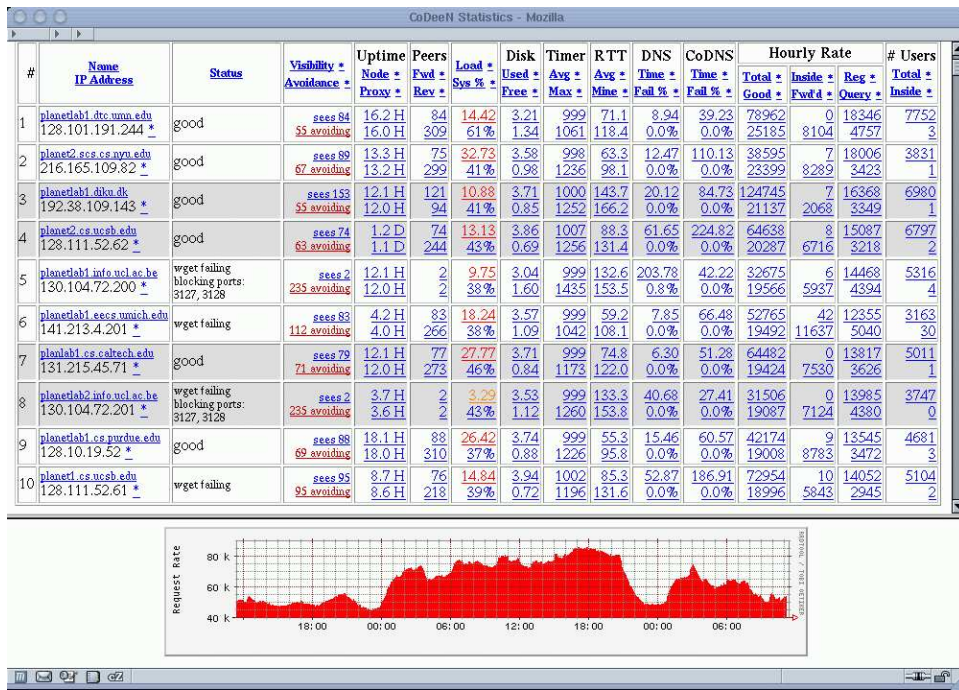 CoDeeN Statistics - Mozilla
# Name IP Address Status Visibility * Avoidance * Uptime Node * Proxy * Peers Fwd * Rev * Load * Sys % * Disk Used * Free * Timer Avg * Max * RTT Avg * Mine * DNS Time * Fail % * CoDNS Time * Fail % * Hourly Rate Total * Good * Inside * Fwd'd * Reg * Query * # Users Total * Inside *
1 planetlab1.dtc.umn.edu good sees 84 16.2 H 84 14.42 3.21 999 71.1 8.94 39.23 78962 0 18346 7752
128.101.191.244 * 55 avoiding 16.0 H 309 61% 1.34 1061 118.4 0.0% 0.0% 25185 8104 4757 3
2 planet2.scs.cs.nyu.edu good sees 89 13.3 H 75 32.73 3.58 998 63.3 12.47 110.13 38595 7 18006 3831
216.165.109.82 * 67 avoiding 13.2 H 299 41% 0.98 1236 98.1 0.0% 0.0% 23399 8289 3423 1
3 planetlab1.diku.dk good sees 153 12.1 H 121 10.88 3.71 1000 143.7 20.12 84.73 124745 7 16368 6980
192.38.109.143 * 55 avoiding 12.0 H 94 41% 0.85 1252 166.2 0.0% 0.0% 21137 2068 3349 1
4 planet2.cs.ucsb.edu good sees 74 1.2 D 74 13.13 3.86 1007 88.3 61.65 224.82 64638 8 15087 6797
128.111.52.62 * 63 avoiding 1.1 D 244 43% 0.69 1256 131.4 0.0% 0.0% 20287 6716 3218 2
5 planetlab1.info.ucl.ac.be wget failing blocking ports: 3127, 3128 sees 2 12.1 H 2 9.75 3.04 999 132.6 203.78 42.22 32675 6 14468 5316
130.104.72.200 * 235 avoiding 12.0 H 2 38% 1.60 1435 153.5 0.8% 0.0% 19566 5937 4394 4
6 planetlab1.eecs.umich.edu wget failing sees 83 4.2 H 83 18.24 3.57 999 59.2 7.85 66.48 52765 42 12355 3163
141.213.4.201 * 112 avoiding 4.0 H 266 38% 1.09 1042 108.1 0.0% 0.0% 19492 11637 5040 30
7 planlab1.cs.caltech.edu good sees 79 12.1 H 77 27.77 3.71 999 74.8 6.30 51.28 64482 0 13817 5011
131.215.45.71 * 71 avoiding 12.0 H 273 46% 0.84 1173 122.0 0.0% 0.0% 19424 7530 3626 1
8 planetlab2.info.ucl.ac.be wget failing blocking ports: 3127, 3128 sees 2 3.7 H 2 3.29 3.53 999 133.3 40.68 27.41 31506 0 13985 3747
130.104.72.201 * 235 avoiding 3.6 H 2 43% 1.12 1260 153.8 0.0% 0.0% 19087 7124 4380 0
9 planetlab1.cs.purdue.edu good sees 88 18.1 H 88 26.42 3.74 999 55.3 15.46 60.57 42174 9 13545 4681
128.10.19.52 * 69 avoiding 18.0 H 310 37% 0.88 1226 95.8 0.0% 0.0% 19008 8783 3472 3
10 planet1.cs.ucsb.edu wget failing sees 95 8.7 H 76 14.84 3.94 1002 85.3 52.87 186.91 72954 10 14052 5104
128.111.52.61 * 95 avoiding 8.6 H 218 39% 0.72 1196 131.6 0.0% 0.0% 18996 5843 2945 2
Request Rate
80 k
60 k
40 k
18:00 00:00 06:00 12:00 18:00 00:00 06:00
RRDTOOL / TOBI OETIKER